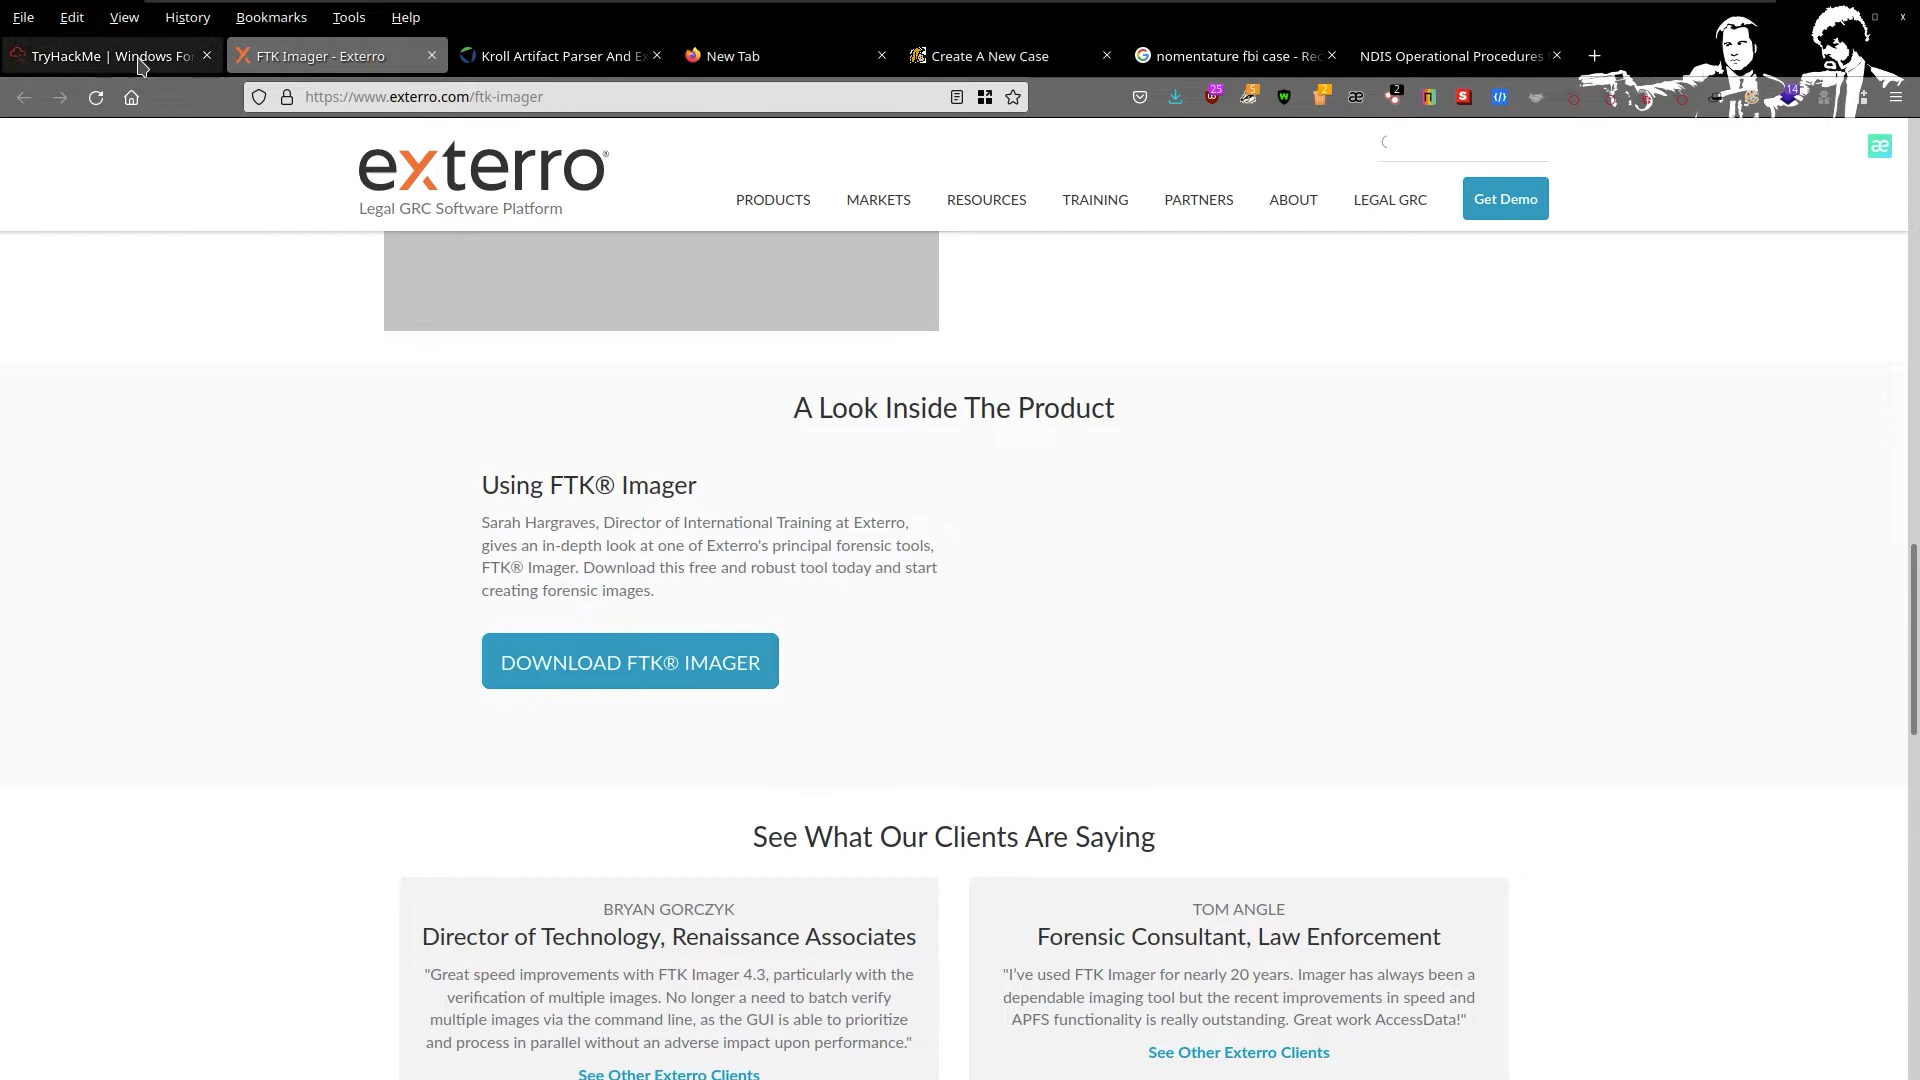 File Edit View History Bookmarks Tools Help
TryHackMe | Windows For
FTK Imager - Exterro
Kroll Artifact Parser And Ex
New Tab
Create A New Case
nomentature fbi case - Rec
NDIS Operational Procedures
https://www.exterro.com/ftk-imager
25 5 2 2 14
exterro®
Legal GRC Software Platform
PRODUCTS MARKETS RESOURCES TRAINING PARTNERS ABOUT LEGAL GRC Get Demo
æ
A Look Inside The Product
Using FTK® Imager
Sarah Hargraves, Director of International Training at Exterro,
gives an in-depth look at one of Exterro's principal forensic tools,
FTK® Imager. Download this free and robust tool today and start
creating forensic images.
DOWNLOAD FTK® IMAGER
See What Our Clients Are Saying
BRYAN GORCZYK
Director of Technology, Renaissance Associates
"Great speed improvements with FTK Imager 4.3, particularly with the
verification of multiple images. No longer a need to batch verify
multiple images via the command line, as the GUI is able to prioritize
and process in parallel without an adverse impact upon performance."
See Other Exterro Clients
TOM ANGLE
Forensic Consultant, Law Enforcement
"I've used FTK Imager for nearly 20 years. Imager has always been a
dependable imaging tool but the recent improvements in speed and
APFS functionality is really outstanding. Great work AccessData!"
See Other Exterro Clients